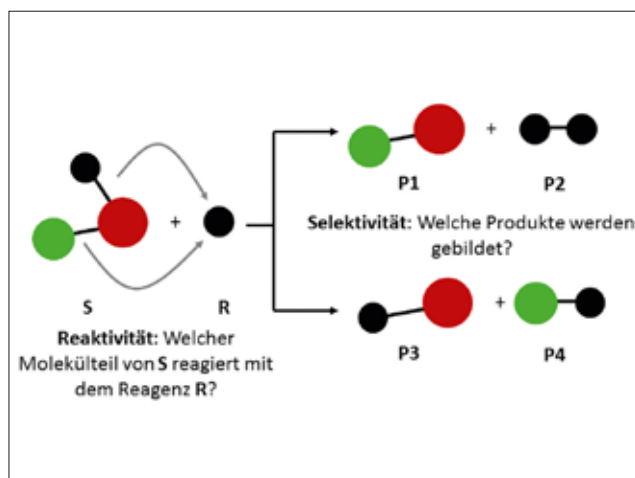 +
P1
P2
Selektivität: Welche Produkte werden
gebildet?
+
S
R
Reaktivität: Welcher
Molekülteil von S reagiert mit
dem Reagenz R?
+
P3
P4